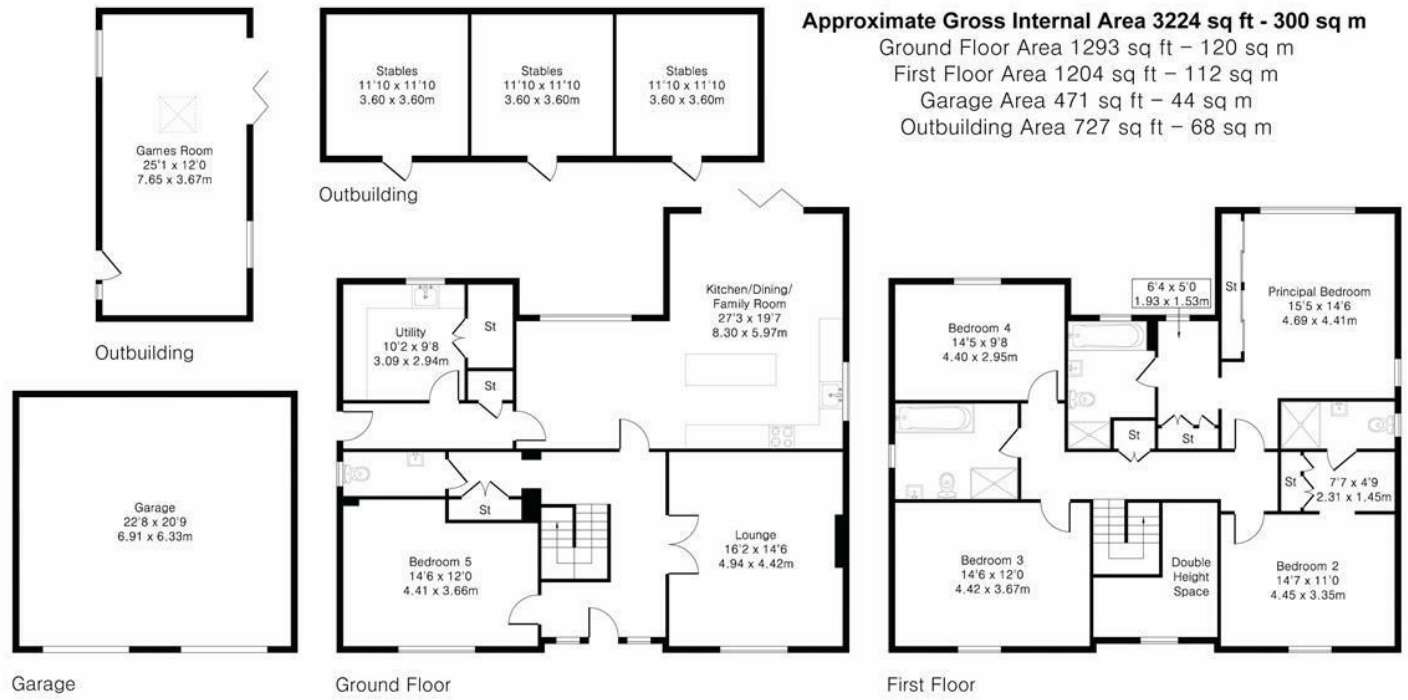 Approximate Gross Internal Area 3224 sq ft - 300 sq m
Ground Floor Area 1293 sq ft – 120 sq m
First Floor Area 1204 sq ft – 112 sq m
Garage Area 471 sq ft – 44 sq m
Outbuilding Area 727 sq ft – 68 sq m
Games Room
25'1 x 12'0
7.65 x 3.67m
Outbuilding
Stables
11'10 x 11'10
3.60 x 3.60m
Stables
11'10 x 11'10
3.60 x 3.60m
Stables
11'10 x 11'10
3.60 x 3.60m
Outbuilding
Garage
22'8 x 20'9
6.91 x 6.33m
Garage
Utility
10'2 x 9'8
3.09 x 2.94m
St
St
Kitchen/Dining/
Family Room
27'3 x 19'7
8.30 x 5.97m
St
Bedroom 5
14'6 x 12'0
4.41 x 3.66m
Lounge
16'2 x 14'6
4.94 x 4.42m
Ground Floor
Bedroom 4
14'5 x 9'8
4.40 x 2.95m
6'4 x 5'0
1.93 x 1.53m
St
Principal Bedroom
15'5 x 14'6
4.69 x 4.41m
St
St
St
7'7 x 4'9
2.31 x 1.45m
Bedroom 3
14'6 x 12'0
4.42 x 3.67m
Double
Height
Space
Bedroom 2
14'7 x 11'0
4.45 x 3.35m
First Floor